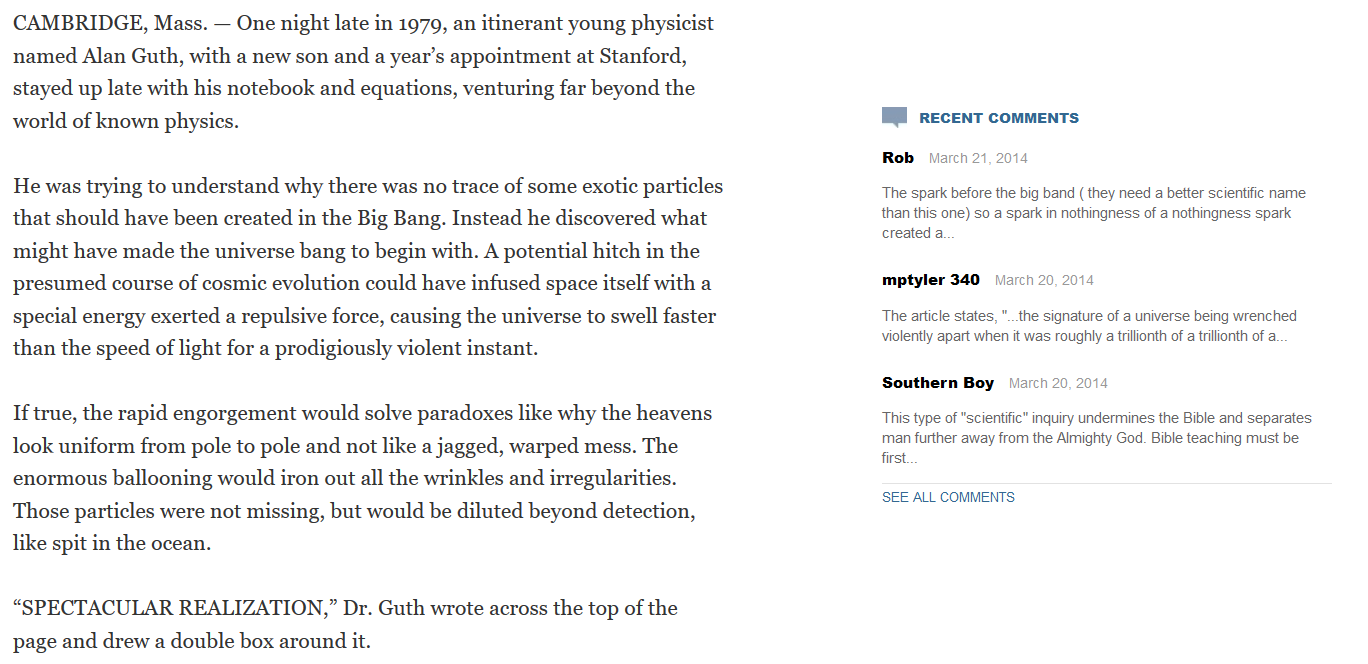 CAMBRIDGE, Mass. — One night late in 1979, an itinerant young physicist
named Alan Guth, with a new son and a year’s appointment at Stanford,
stayed up late with his notebook and equations, venturing far beyond the
world of known physics.
He was trying to understand why there was no trace of some exotic particles
that should have been created in the Big Bang. Instead he discovered what
might have made the universe bang to begin with. A potential hitch in the
presumed course of cosmic evolution could have infused space itself with a
special energy exerted a repulsive force, causing the universe to swell faster
than the speed of light for a prodigiously violent instant.
If true, the rapid engorgement would solve paradoxes like why the heavens
look uniform from pole to pole and not like a jagged, warped mess. The
enormous ballooning would iron out all the wrinkles and irregularities.
Those particles were not missing, but would be diluted beyond detection,
like spit in the ocean.
“SPECTACULAR REALIZATION,” Dr. Guth wrote across the top of the
page and drew a double box around it.
RECENT COMMENTS
Rob March 21, 2014
The spark before the big band ( they need a better scientific name
than this one) so a spark in nothingness of a nothingness spark
created a...
mptyler 340 March 20, 2014
The article states, "...the signature of a universe being wrenched
violently apart when it was roughly a trillionth of a trillionth of a...
Southern Boy March 20, 2014
This type of "scientific" inquiry undermines the Bible and separates
man further away from the Almighty God. Bible teaching must be
first...
SEE ALL COMMENTS